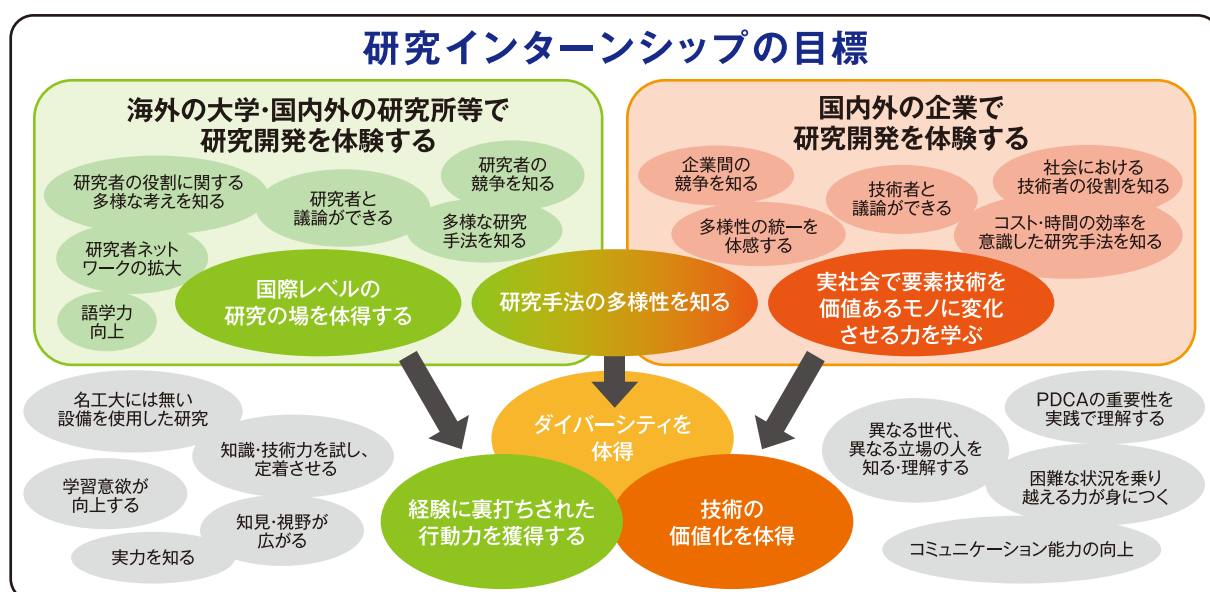 研究インターンシップの目標
海外の大学・国内外の研究所等で
研究開発を体験する
研究者の役割に関する
多様な考えを知る
研究者と
議論ができる
研究者の
競争を知る
多様な研究
手法を知る
研究者ネット
ワークの拡大
語学力
向上
国際レベルの
研究の場を体得する
研究手法の多様性を知る
国内外の企業で
研究開発を体験する
企業間の
競争を知る
多様性の統一を
体感する
技術者と
議論ができる
社会における
技術者の役割を知る
コスト・時間の効率を
意識した研究手法を知る
実社会で要素技術を
価値あるモノに変化
させる力を学ぶ
名工大には無い
設備を使用した研究
知識・技術力を試し、
定着させる
学習意欲が
向上する
知見・視野が
広がる
実力を知る
ダイバーシティを
体得
経験に裏打ちされた
行動力を獲得する
技術の
価値化を体得
PDCAの重要性を
実践で理解する
異なる世代、
異なる立場の人を
知る・理解する
困難な状況を乗り
越える力が身につく
コミュニケーション能力の向上